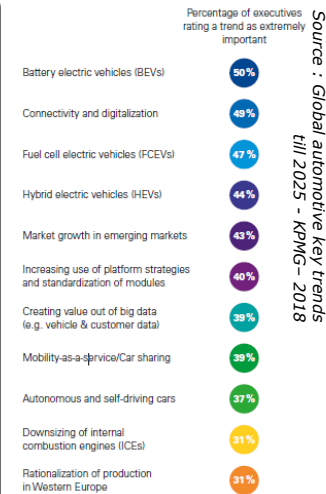 Percentage of executives
rating a trend as extremely
important
Battery electric vehicles (BEVs)
50%
Connectivity and digitalization
49%
Fuel cell electric vehicles (FCEVs)
47%
Hybrid electric vehicles (HEVs)
44%
Market growth in emerging markets
43%
Increasing use of platform strategies
and standardization of modules
40%
Creating value out of big data
(e.g. vehicle & customer data)
39%
Mobility-as-a-service/Car sharing
39%
Autonomous and self-driving cars
37%
Downsizing of internal
combustion engines (ICEs)
31%
Rationalization of production
in Western Europe
31%
Source : Global automotive key trends
till 2025 - KPMG– 2018